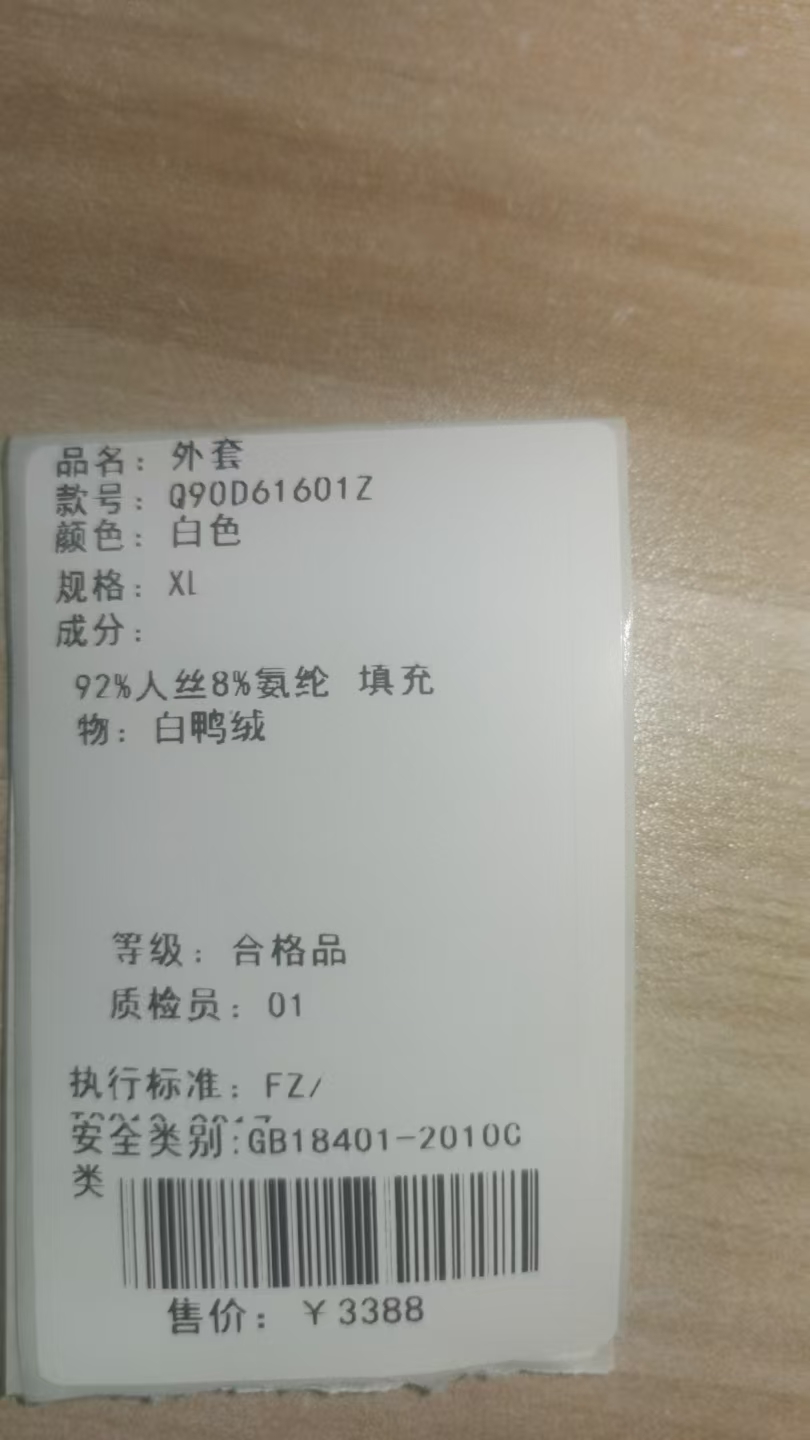 品名：外套
款号：Q90D61601Z
颜色：白色
规格：XL
成分：
92%人丝8%氨纶 填充
物：白鸭绒
等级：合格品
质检员：01
执行标准：FZ/
安全类别:GB18401-2010C
类
售价：￥3388